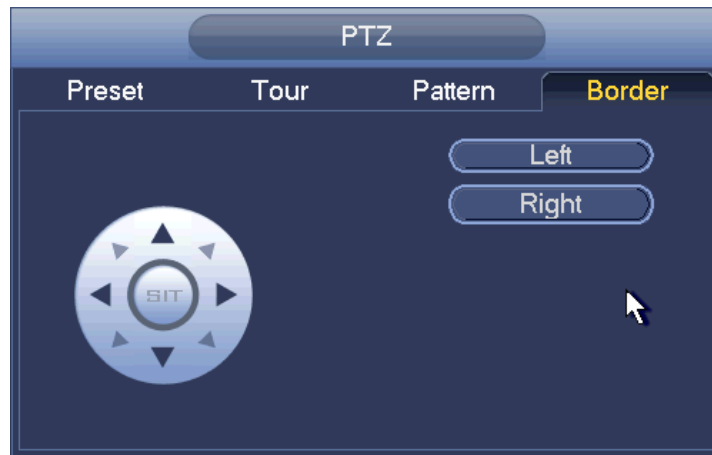 PTZ
Preset Tour Pattern Border
Left
Right
SIT